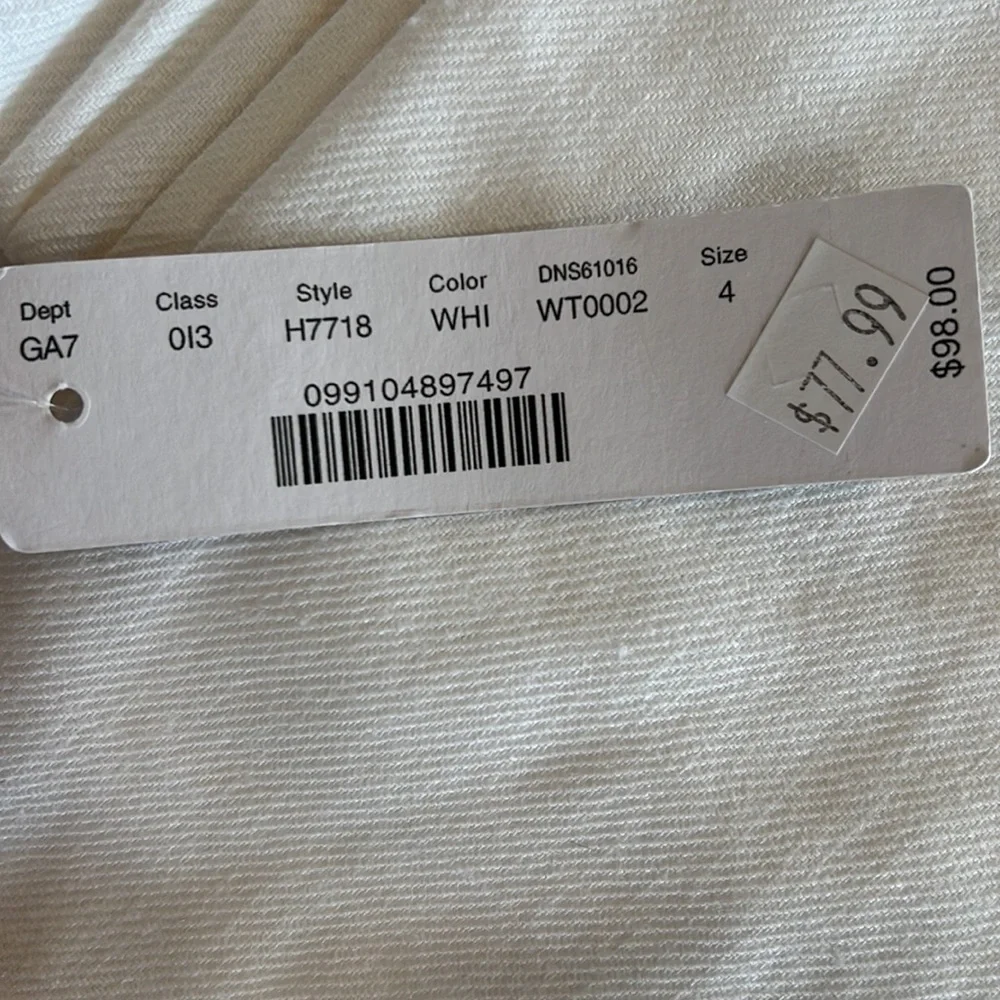 Dept Class Style Color DNS61016 Size
GA7 0I3 H7718 WHI WT0002 4
099104897497
$77.99
$98.00